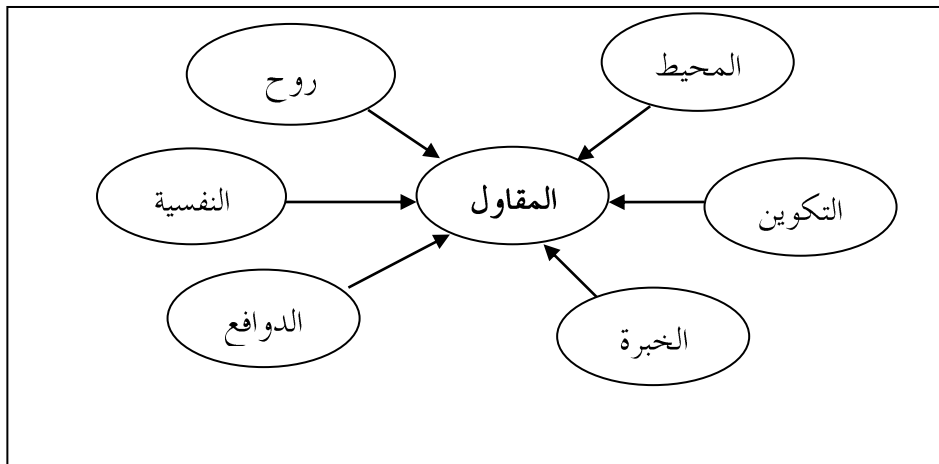 المحيط
روح
المقاول
التكوين
النفسية
الدوافع
الخبرة